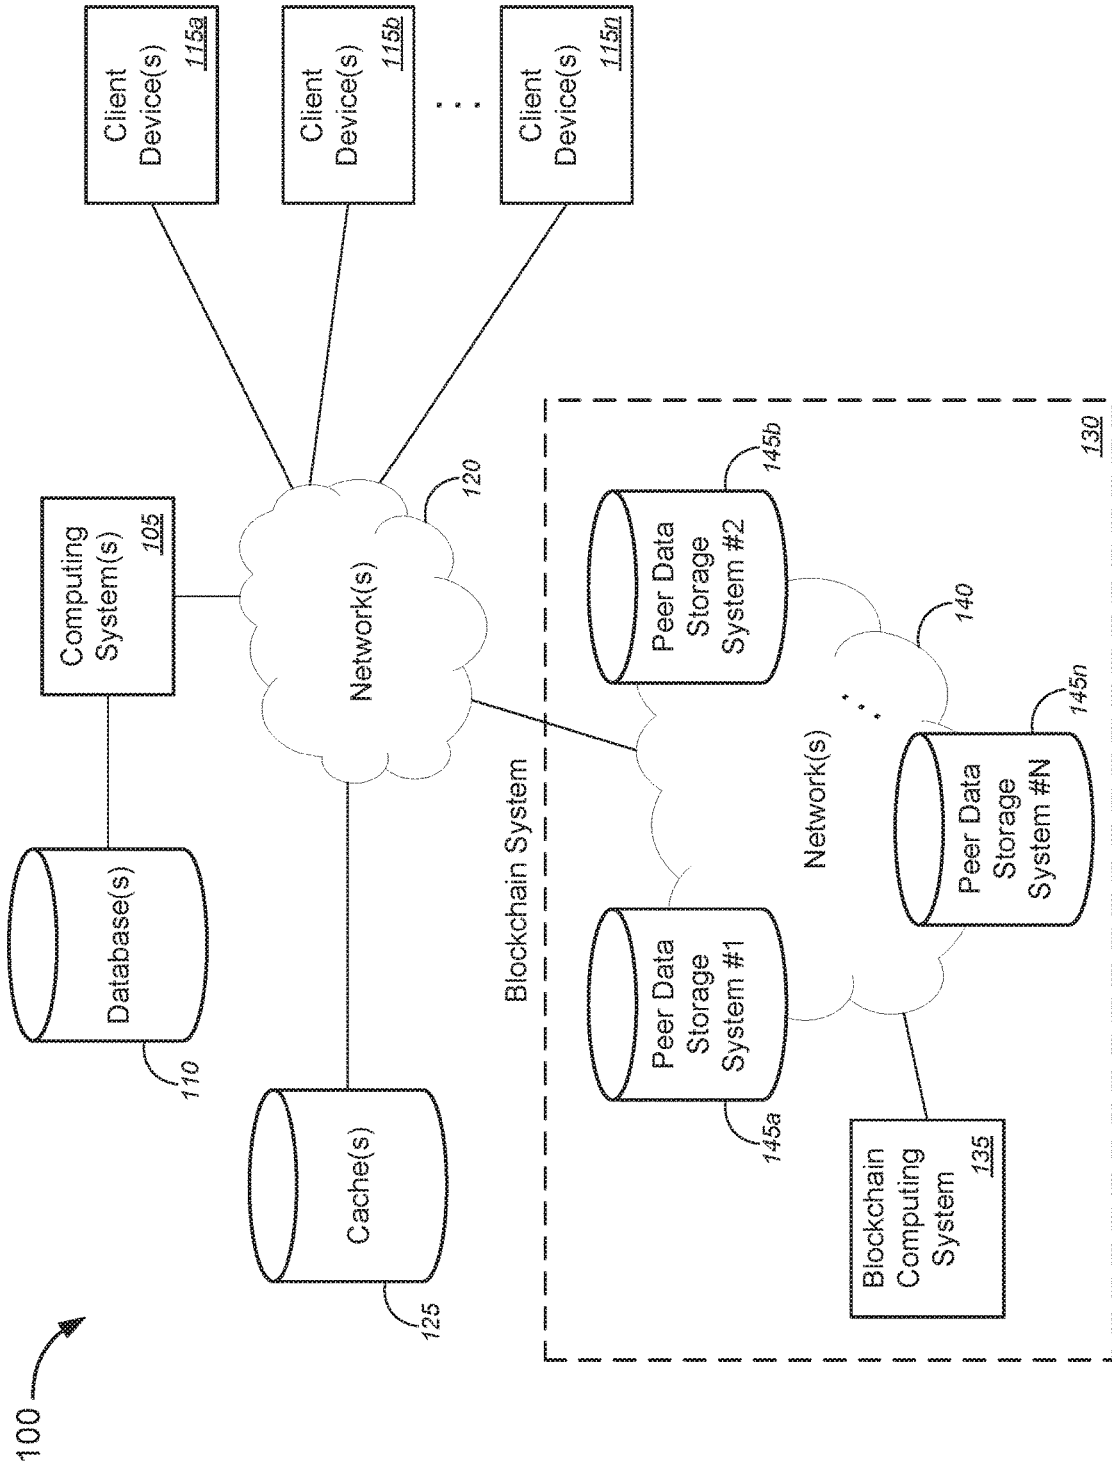 100
110
Database(s)
Computing
System(s)
105
125
Cache(s)
Network(s)
120
Client
Device(s)
115a
Client
Device(s)
115b
. . .
Client
Device(s)
115n
Blockchain System
145a
Peer Data
Storage
System #1
Peer Data
Storage
System #2
145b
Network(s)
. . .
140
Blockchain
Computing
System
135
Peer Data
Storage
System #N
145n
130